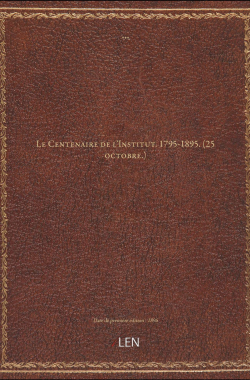 ...
Le Centenaire de l'Institut. 1795-1895. (25
octobre.)
LEN